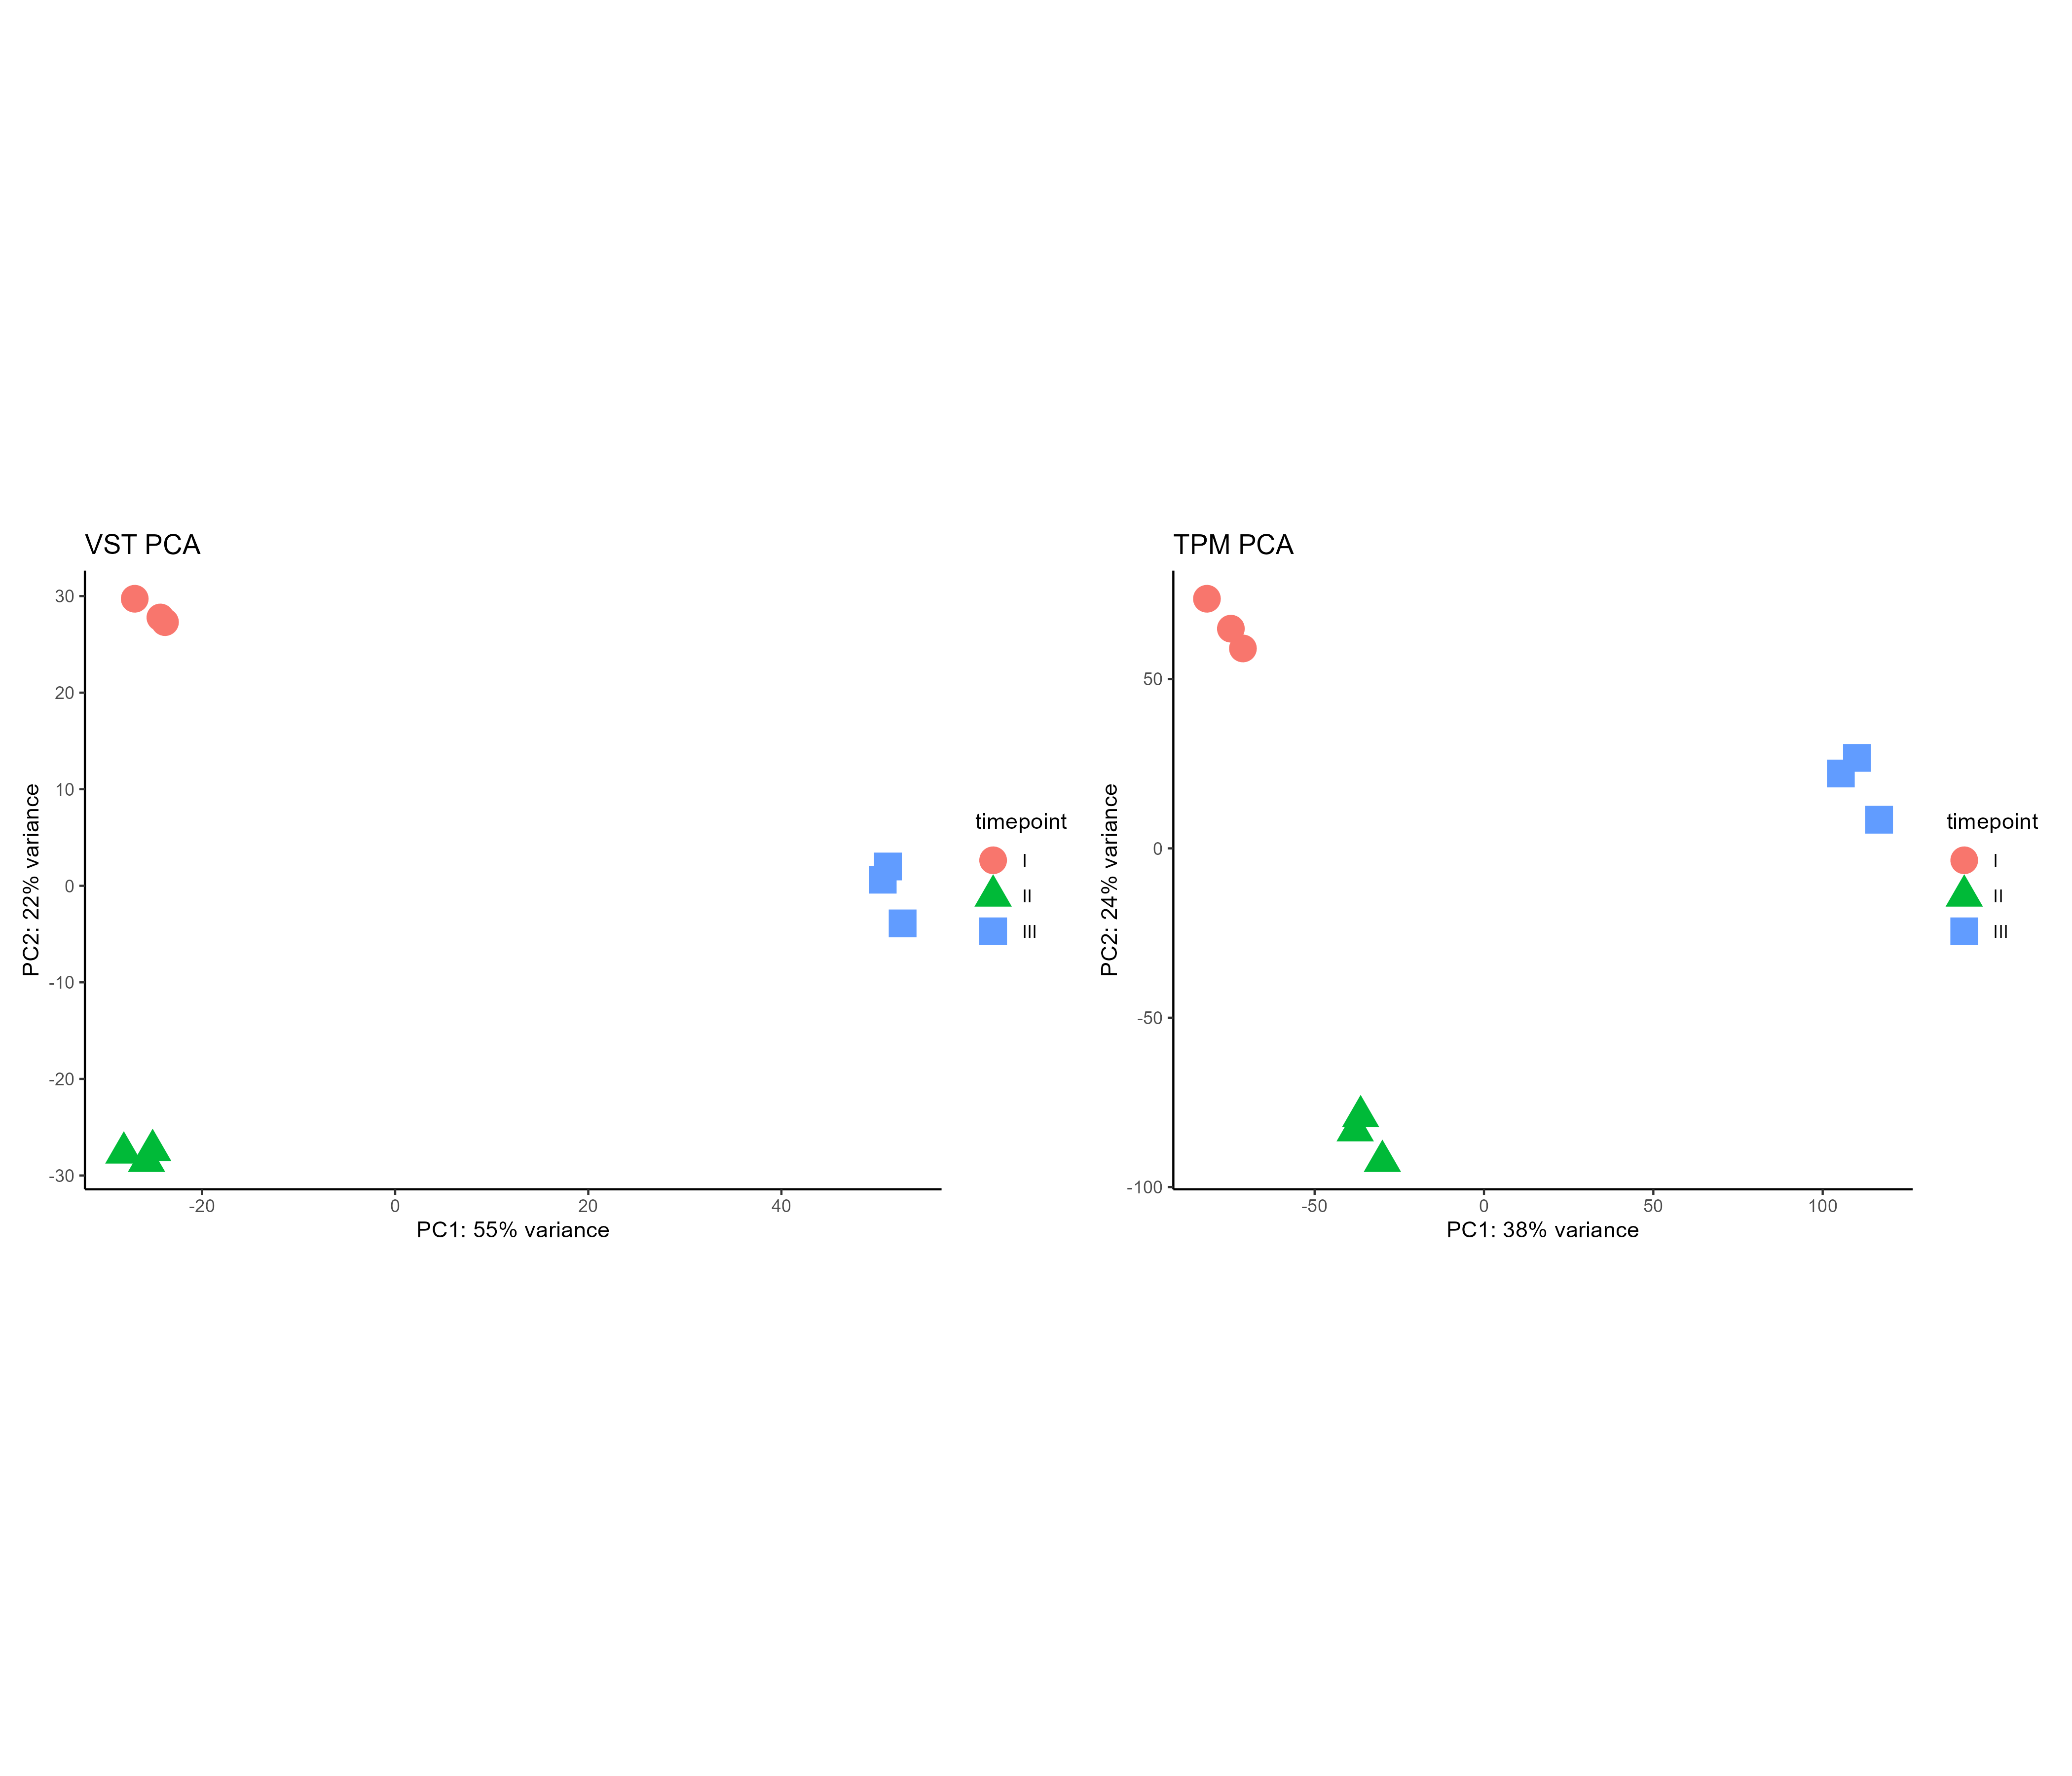 VST PCA
30
20
10
0
-10
-20
-30
PC2: 22% variance
-20
0
20
40
PC1: 55% variance
timepoint
I
II
III
TPM PCA
50
0
-50
-100
PC2: 24% variance
-50
0
50
100
PC1: 38% variance
timepoint
I
II
III